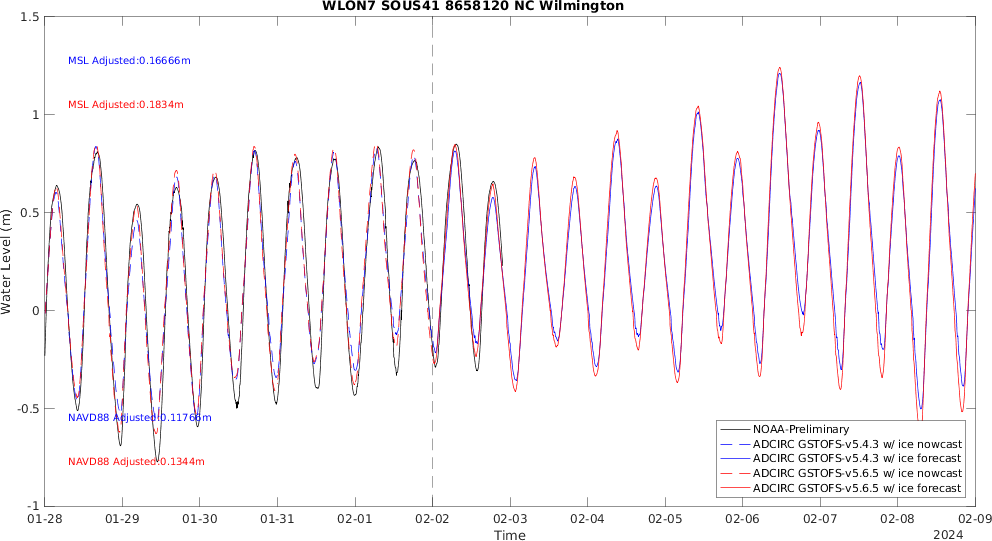 WLON7 SOUS41 8658120 NC Wilmington
1.5
MSL Adjusted:0.16666m
MSL Adjusted:0.1834m
1
0.5
Water Level (m)
0
-0.5
NAVD88 Adjusted:0.11766m
NAVD88 Adjusted:0.1344m
NOAA-Preliminary
ADCIRC GSTOFS-v5.4.3 w/ ice nowcast
ADCIRC GSTOFS-v5.4.3 w/ ice forecast
ADCIRC GSTOFS-v5.6.5 w/ ice nowcast
ADCIRC GSTOFS-v5.6.5 w/ ice forecast
-1
01-28 01-29 01-30 01-31 02-01 02-02 02-03 02-04 02-05 02-06 02-07 02-08 02-09
Time
2024